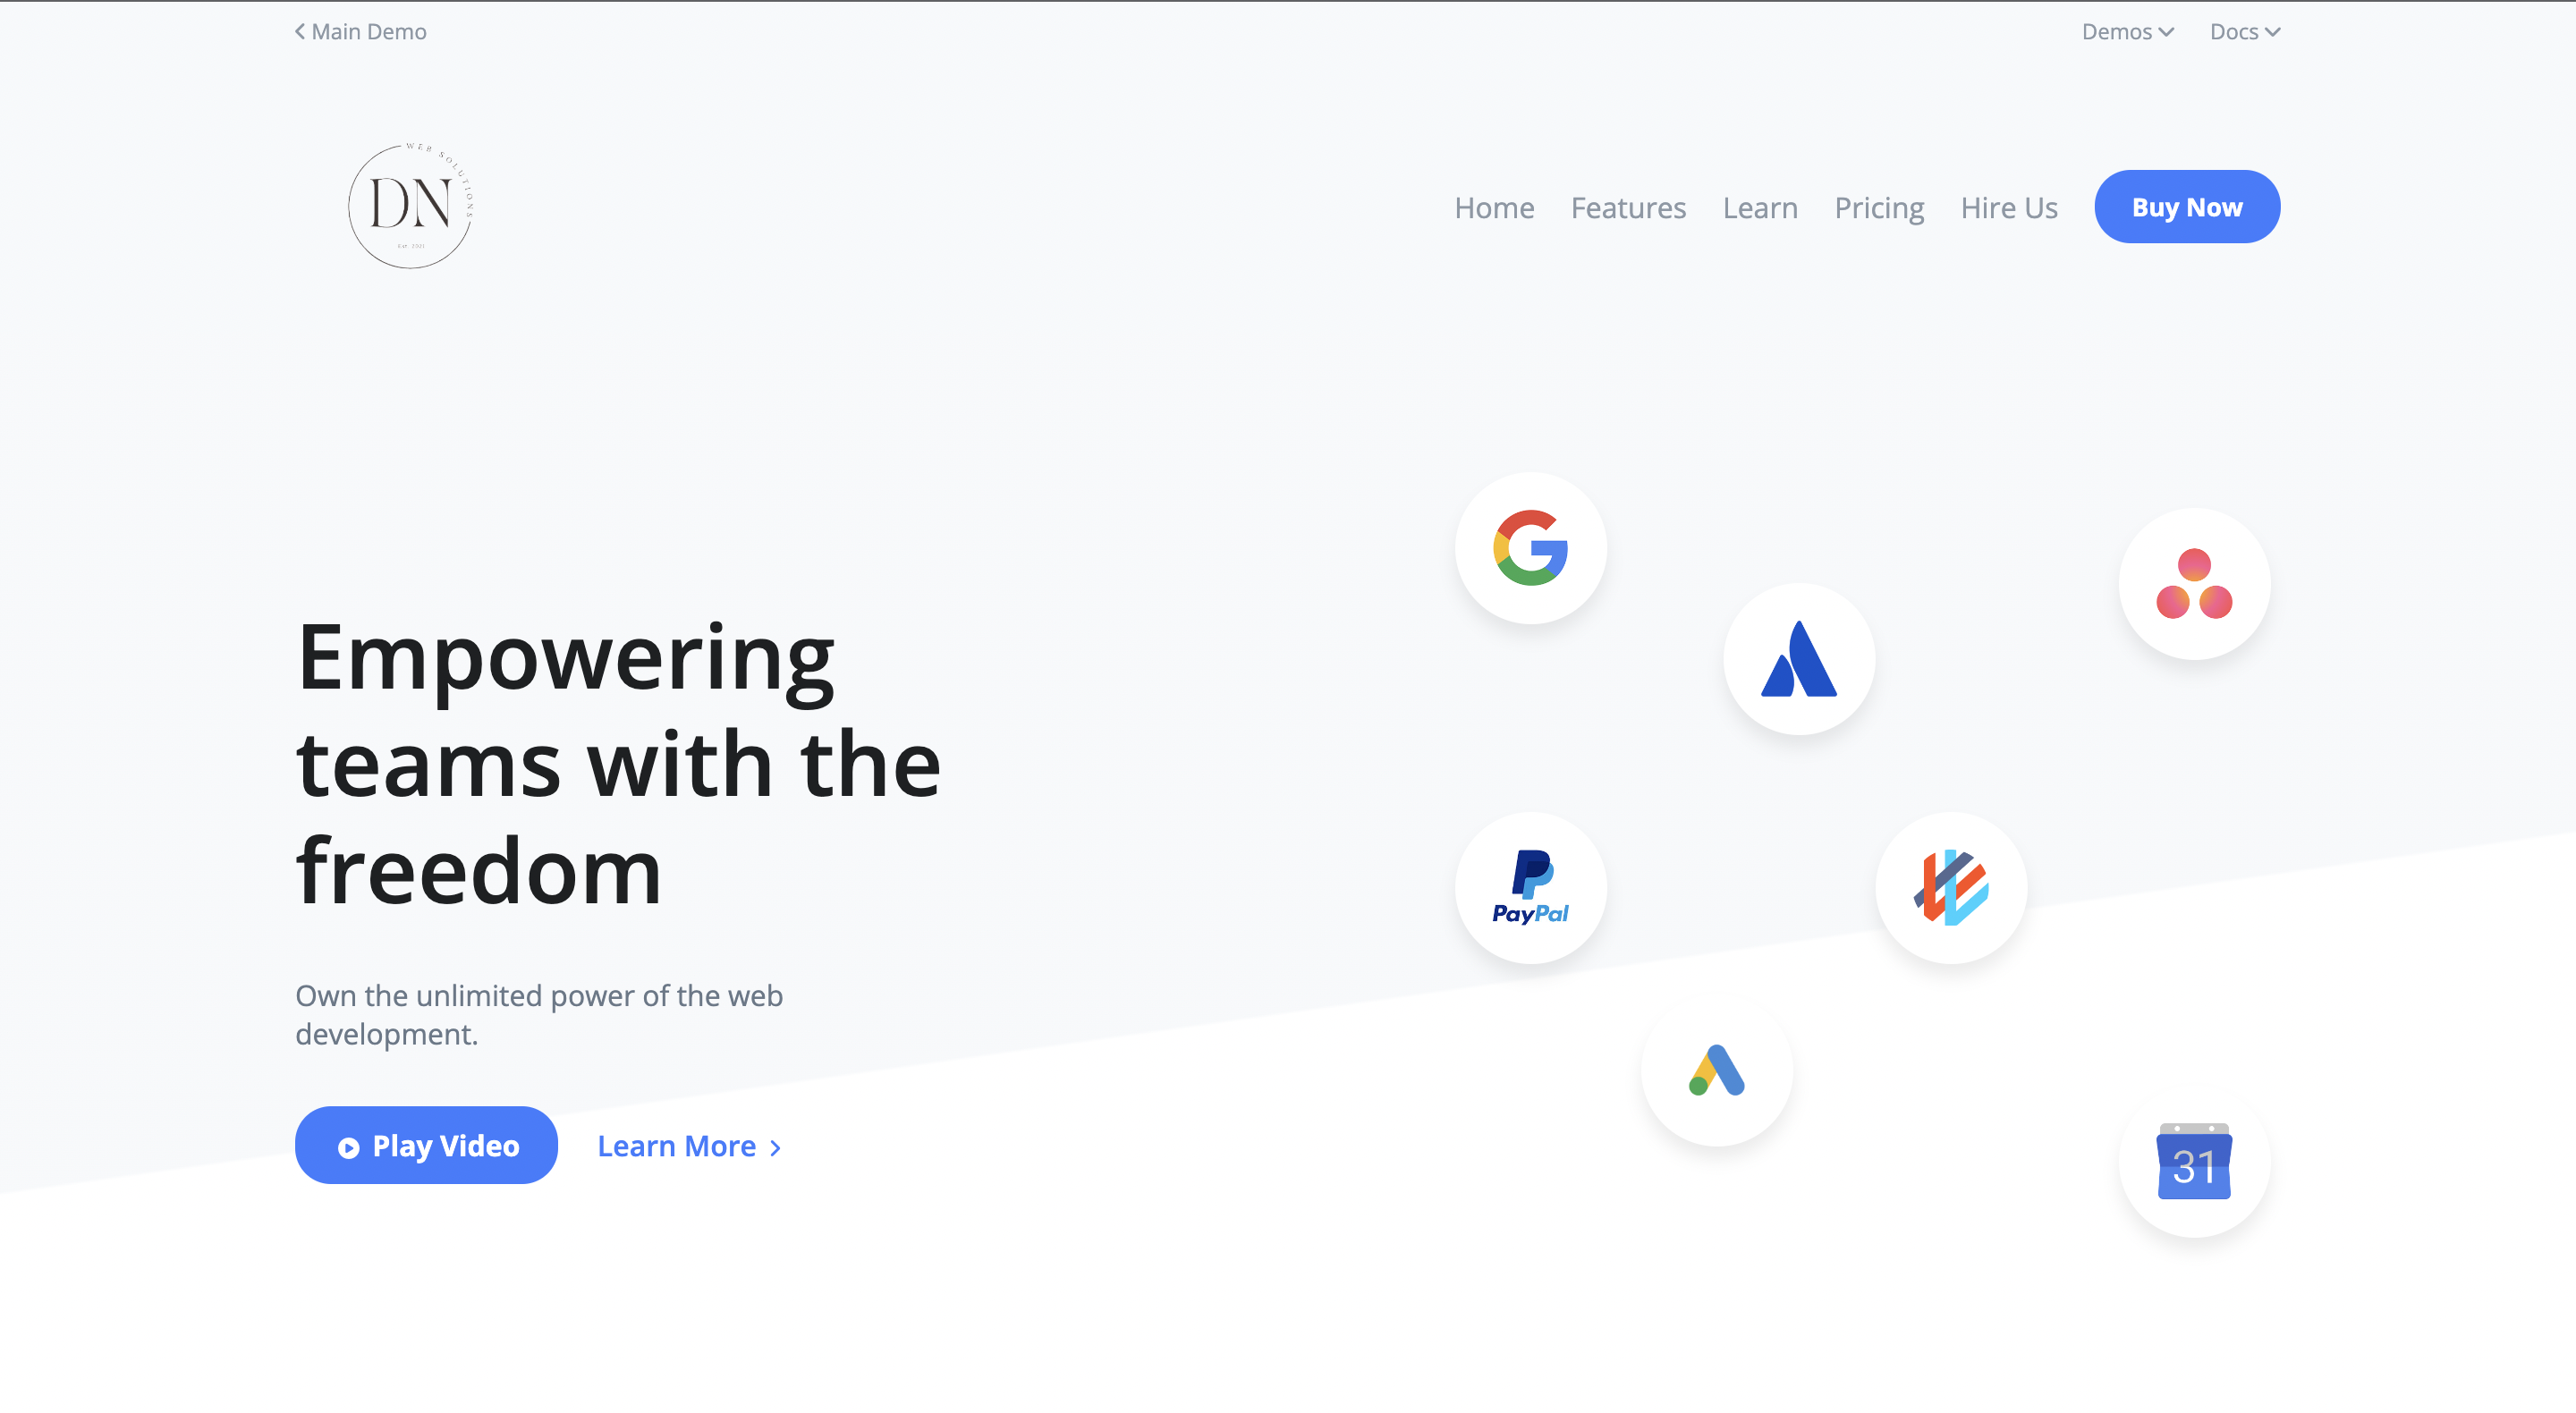 Main Demo
Demos
Docs
WEB SOLUTIONS
DN
Est. 2021
Home
Features
Learn
Pricing
Hire Us
Buy Now
Empowering
teams with the
freedom
PayPal
Own the unlimited power of the web
development.
Play Video
Learn More
31